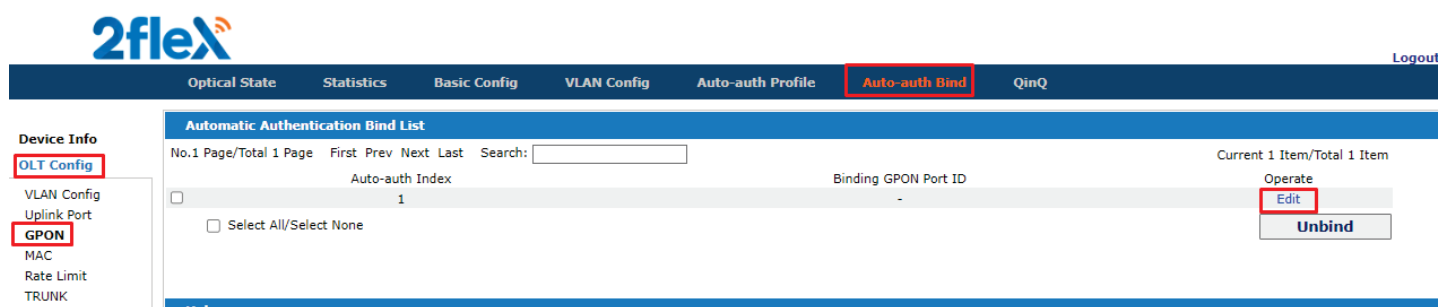 2flex
Logout
Optical State Statistics Basic Config VLAN Config Auto-auth Profile Auto-auth Bind QinQ
Device Info
OLT Config
VLAN Config
Uplink Port
GPON
MAC
Rate Limit
TRUNK
Automatic Authentication Bind List
No.1 Page/Total 1 Page First Prev Next Last Search: Current 1 Item/Total 1 Item
Auto-auth Index Binding GPON Port ID Operate
1 - Edit
Select All/Select None Unbind